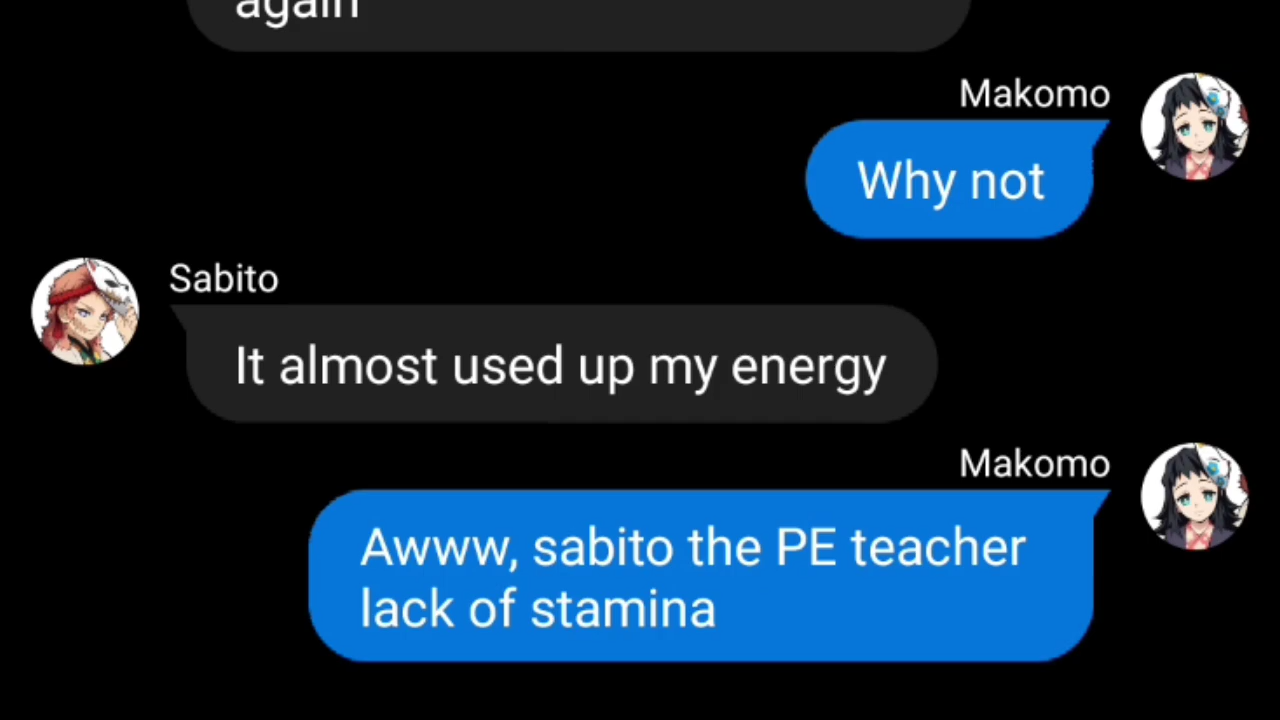 again
Makomo
Why not
Sabito
It almost used up my energy
Makomo
Awww, sabito the PE teacher
lack of stamina